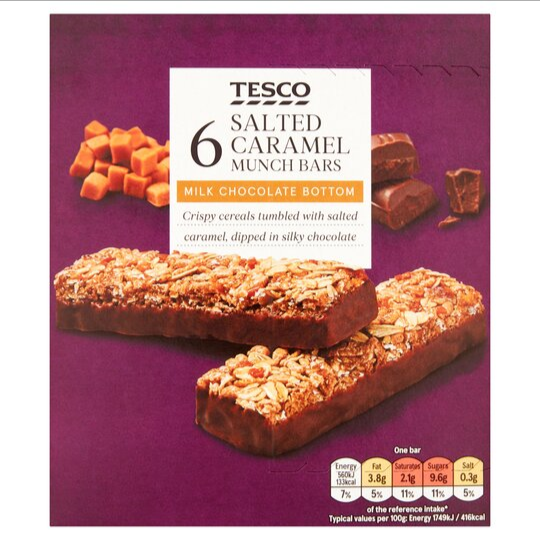 TESCO
6 SALTED
CARAMEL
MUNCH BARS
MILK CHOCOLATE BOTTOM
Crispy cereals tumbled with salted
caramel, dipped in silky chocolate
One bar
Energy Fat Saturates Sugars Salt
560kJ
133kcal 3.8g 2.1g 9.6g 0.3g
7% 5% 11% 11% 5%
of the reference intake*
Typical values per 100g: Energy 1749kJ / 416kcal